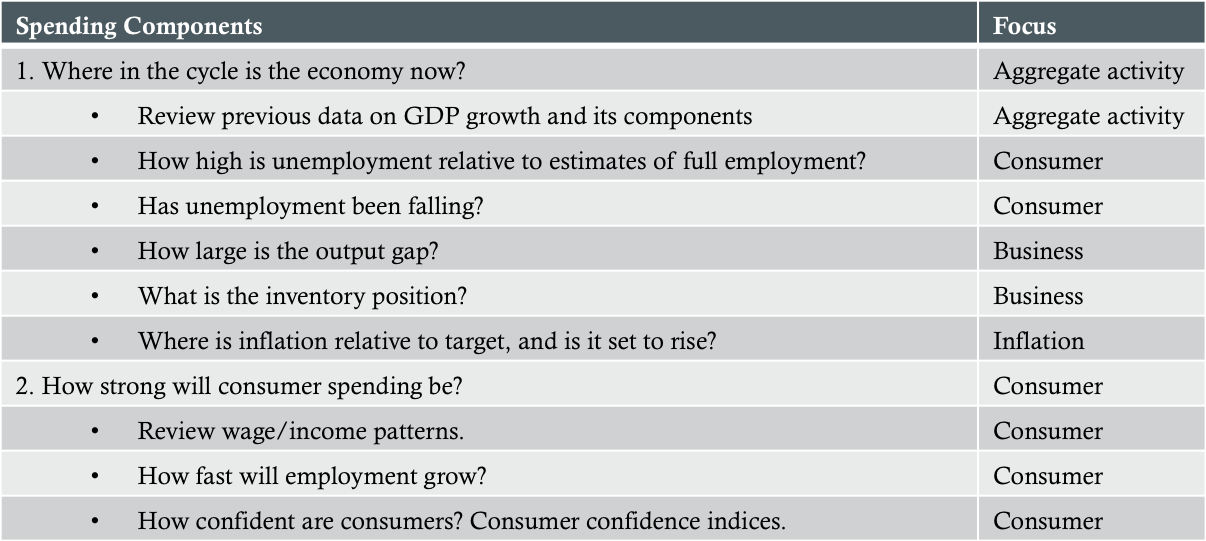 Spending Components Focus
1. Where in the cycle is the economy now? Aggregate activity
• Review previous data on GDP growth and its components Aggregate activity
• How high is unemployment relative to estimates of full employment? Consumer
• Has unemployment been falling? Consumer
• How large is the output gap? Business
• What is the inventory position? Business
• Where is inflation relative to target, and is it set to rise? Inflation
2. How strong will consumer spending be? Consumer
• Review wage/income patterns. Consumer
• How fast will employment grow? Consumer
• How confident are consumers? Consumer confidence indices. Consumer